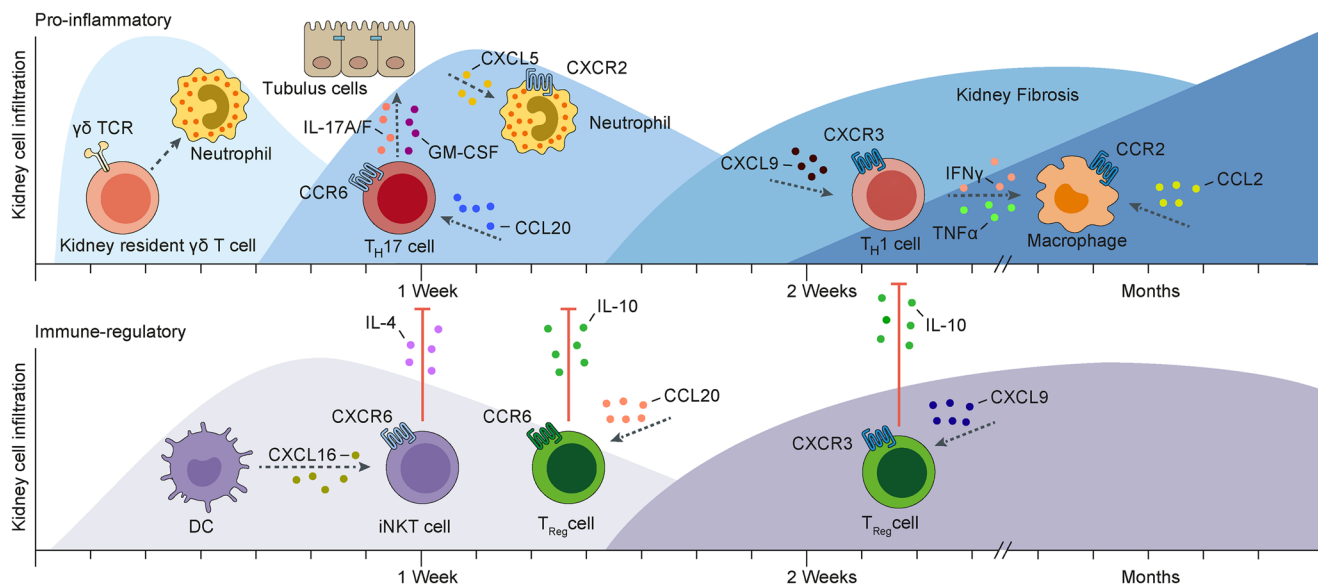 Pro-inflammatory
Kidney cell infiltration
γδ TCR
Neutrophil
Kidney resident γδ T cell
Tubulus cells
IL-17A/F
GM-CSF
CCR6
TH17 cell
CCL20
CXCL5
CXCR2
Neutrophil
Kidney Fibrosis
CXCL9
CXCR3
TH1 cell
IFNγ
TNFα
CCR2
Macrophage
CCL2
1 Week
2 Weeks
Months
Immune-regulatory
Kidney cell infiltration
DC
CXCL16
IL-4
CXCR6
iNKT cell
IL-10
CCR6
CCL20
TReg cell
IL-10
CXCR3
CXCL9
TReg cell
1 Week
2 Weeks
Months